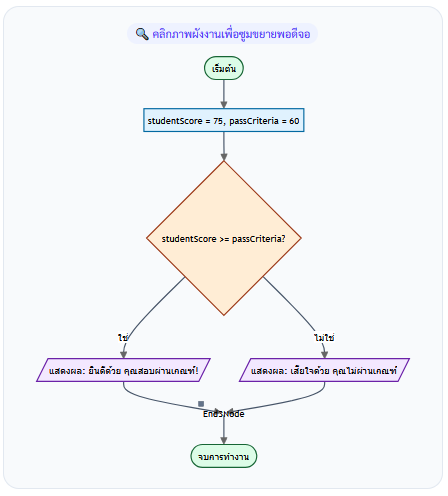 🔍 คลิกภาพผังงานเพื่อซูมขยายพอดีจอ
เริ่มต้น
studentScore = 75, passCriteria = 60
studentScore >= passCriteria?
ใช่
ไม่ใช่
แสดงผล: ยินดีด้วย คุณสอบผ่านเกณฑ์!
แสดงผล: เสียใจด้วย คุณไม่ผ่านเกณฑ์
EndIfNode
จบการทำงาน